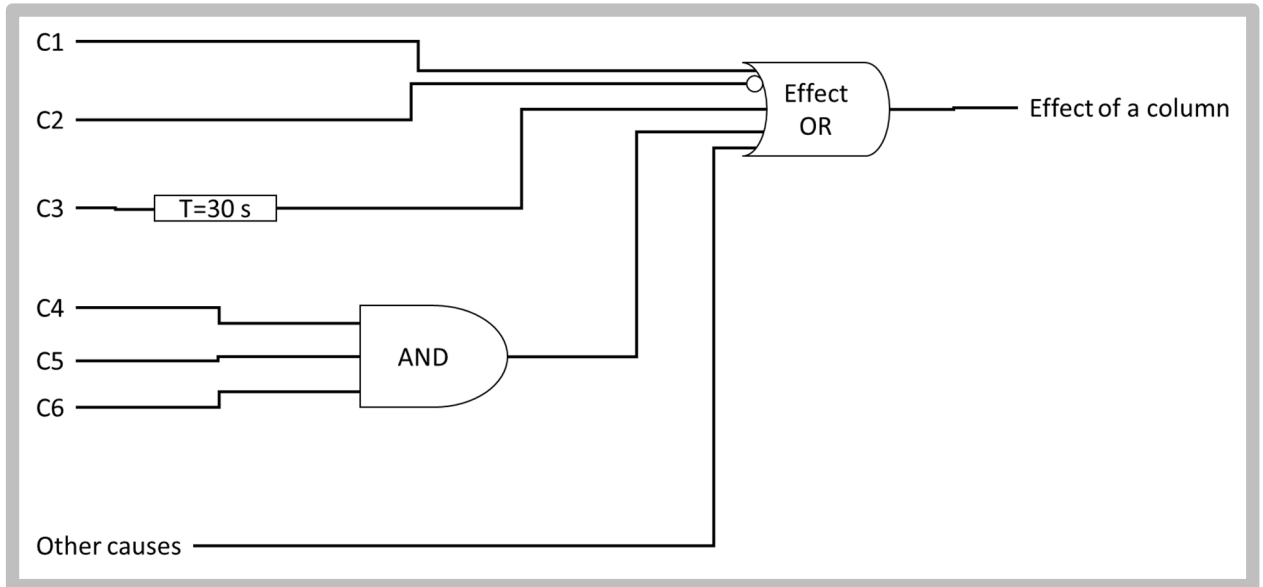 C1
C2
C3
T=30 s
C4
C5
C6
AND
Other causes
Effect
OR
Effect of a column